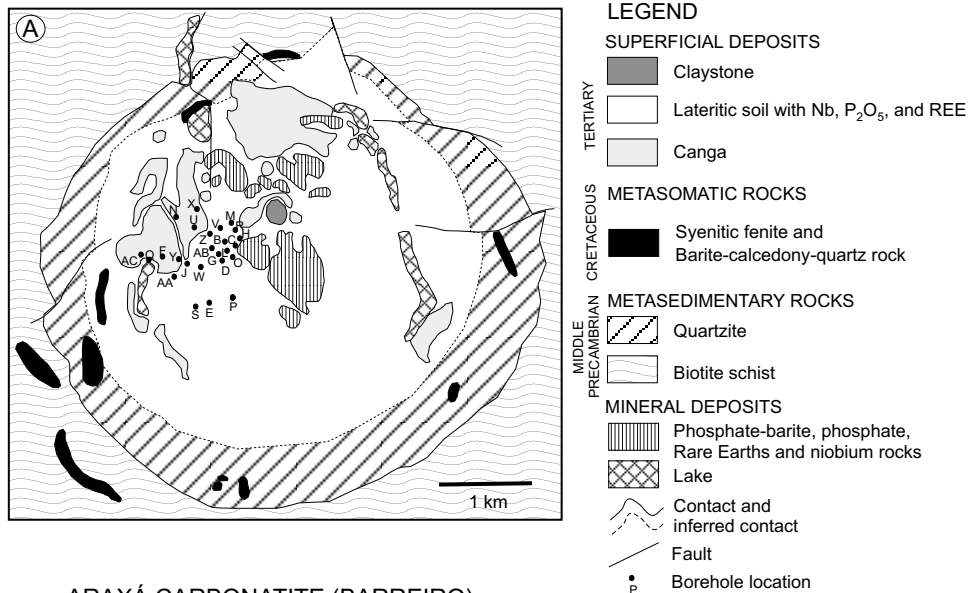 A
N
X
U
V
M
R
H
Z
B
C
AB
L
G
D
O
AC
Q
F
Y
J
W
AA
S
E
P
1 km
LEGEND
SUPERFICIAL DEPOSITS
TERTIARY
Claystone
Lateritic soil with Nb, P₂O₅, and REE
Canga
CRETACEOUS
METASOMATIC ROCKS
Syenitic fenite and
Barite-calcedony-quartz rock
MIDDLE
PRECAMBRIAN
METASEDIMENTARY ROCKS
Quartzite
Biotite schist
MINERAL DEPOSITS
Phosphate-barite, phosphate,
Rare Earths and niobium rocks
Lake
Contact and
inferred contact
Fault
P
Borehole location
ARAXÁ CARBONATITE (BARREIRO)